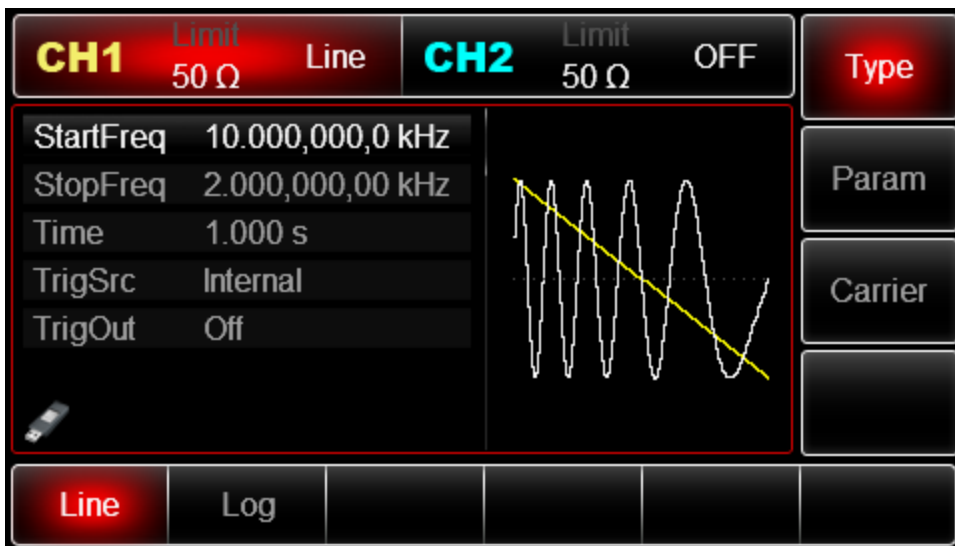 CH1 Limit 50 Ω Line CH2 Limit 50 Ω OFF Type
StartFreq 10.000,000,0 kHz
StopFreq 2.000,000,00 kHz
Param
Time 1.000 s
TrigSrc Internal
Carrier
TrigOut Off
Line Log